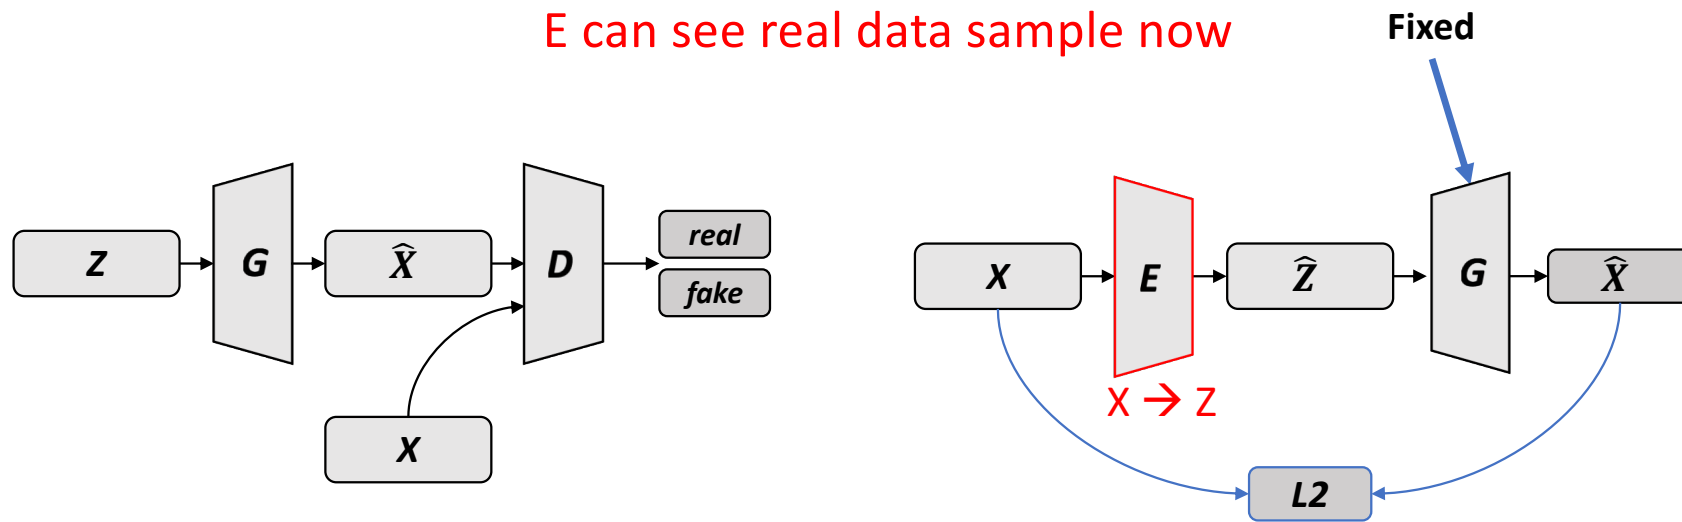 E can see real data sample now
Fixed
Z
G
X̂
D
real
fake
X
X
E
Ẑ
G
X̂
X → Z
L2